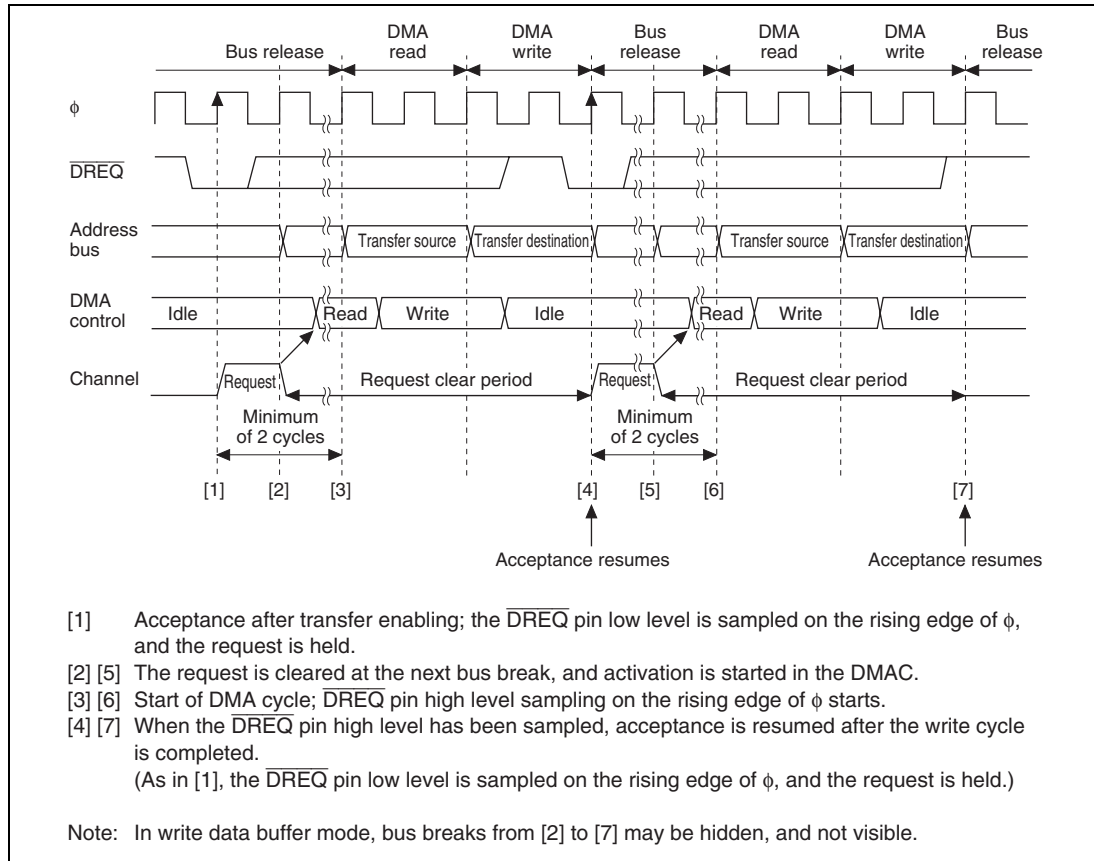 Bus release
DMA read
DMA write
Bus release
DMA read
DMA write
Bus release
φ
DREQ
Address bus
Transfer source
Transfer destination
Transfer source
Transfer destination
DMA control
Idle
Read
Write
Idle
Read
Write
Idle
Channel
Request
Request clear period
Request
Request clear period
Minimum of 2 cycles
Minimum of 2 cycles
[1]
[2]
[3]
[4]
[5]
[6]
[7]
Acceptance resumes
Acceptance resumes
[1] Acceptance after transfer enabling; the DREQ pin low level is sampled on the rising edge of φ,
and the request is held.
[2] [5] The request is cleared at the next bus break, and activation is started in the DMAC.
[3] [6] Start of DMA cycle; DREQ pin high level sampling on the rising edge of φ starts.
[4] [7] When the DREQ pin high level has been sampled, acceptance is resumed after the write cycle
is completed.
(As in [1], the DREQ pin low level is sampled on the rising edge of φ, and the request is held.)
Note: In write data buffer mode, bus breaks from [2] to [7] may be hidden, and not visible.